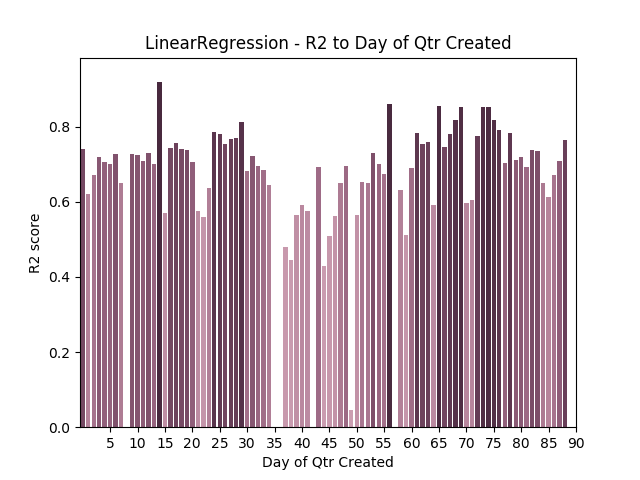 LinearRegression - R2 to Day of Qtr Created
R2 score
0.8
0.6
0.4
0.2
0.0
5 10 15 20 25 30 35 40 45 50 55 60 65 70 75 80 85 90
Day of Qtr Created